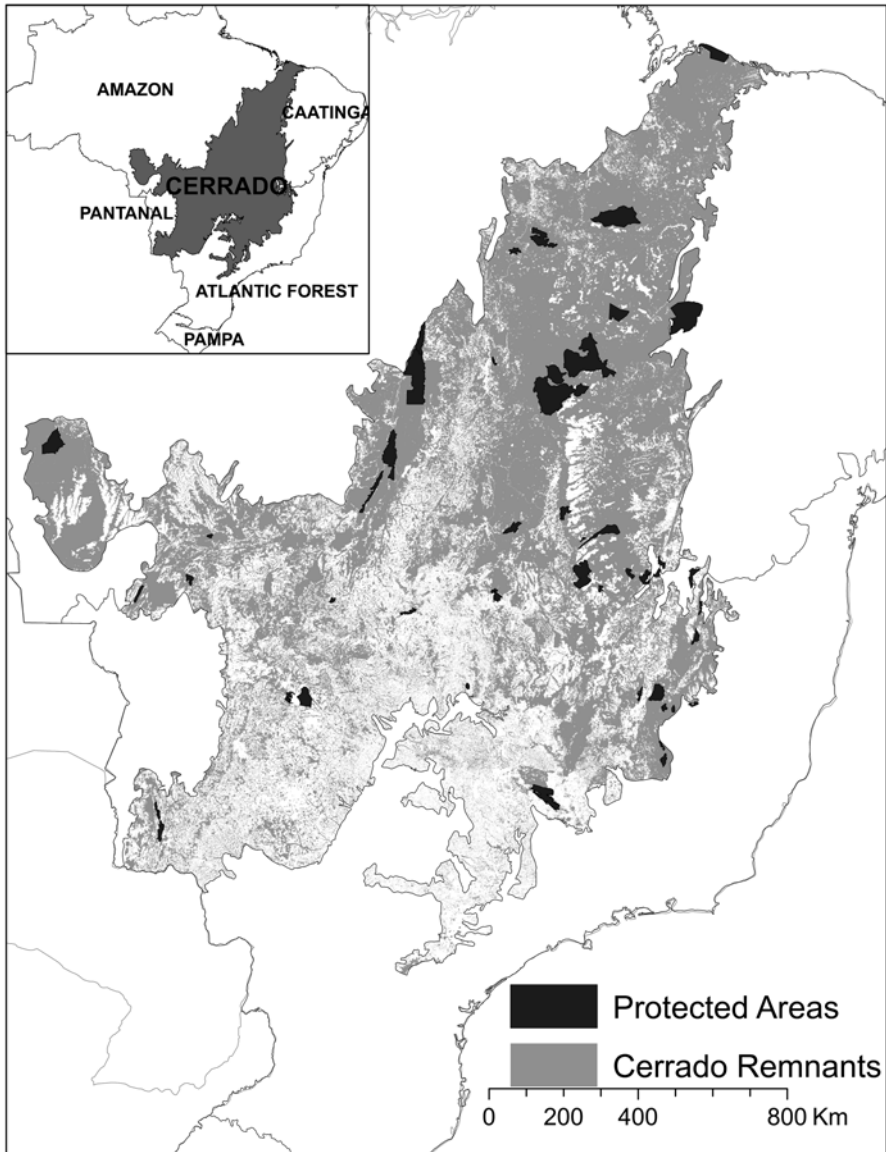 AMAZON
CAATINGA
CERRADO
PANTANAL
ATLANTIC FOREST
PAMPA
Protected Areas
Cerrado Remnants
0 200 400 800 Km